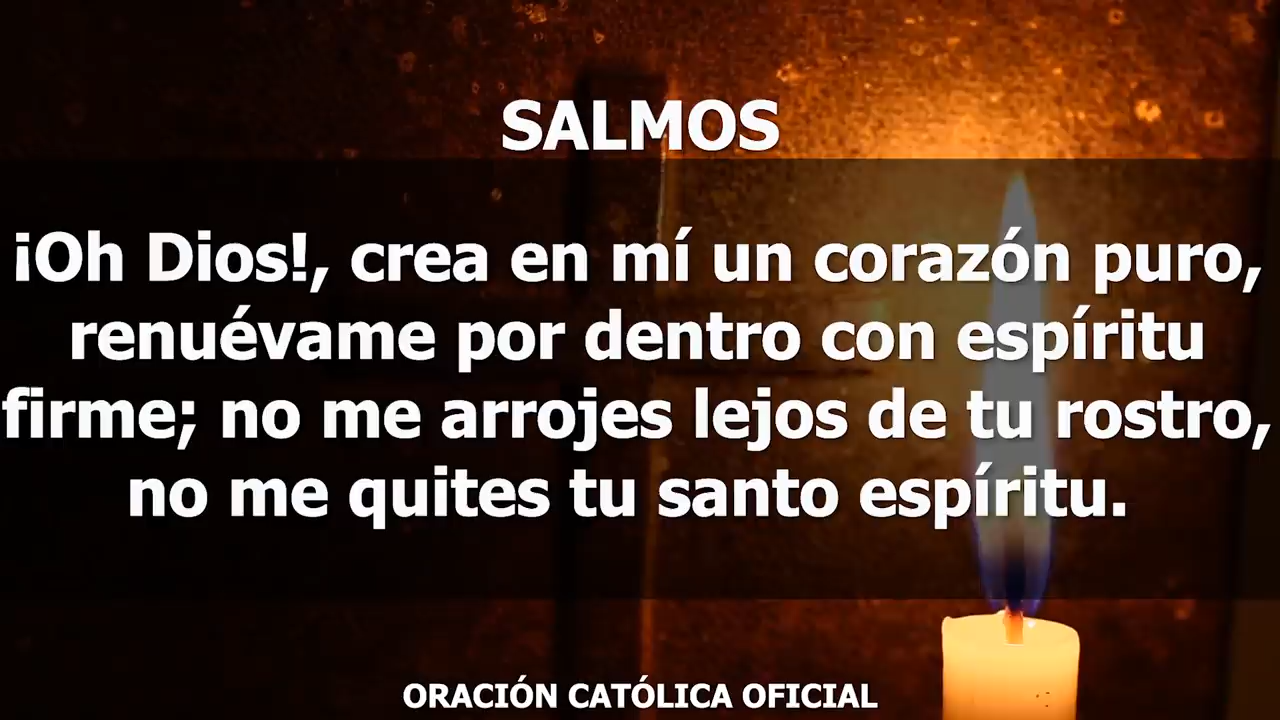 SALMOS
¡Oh Dios!, crea en mí un corazón puro,
renuévame por dentro con espíritu
firme; no me arrojes lejos de tu rostro,
no me quites tu santo espíritu.
ORACIÓN CATÓLICA OFICIAL